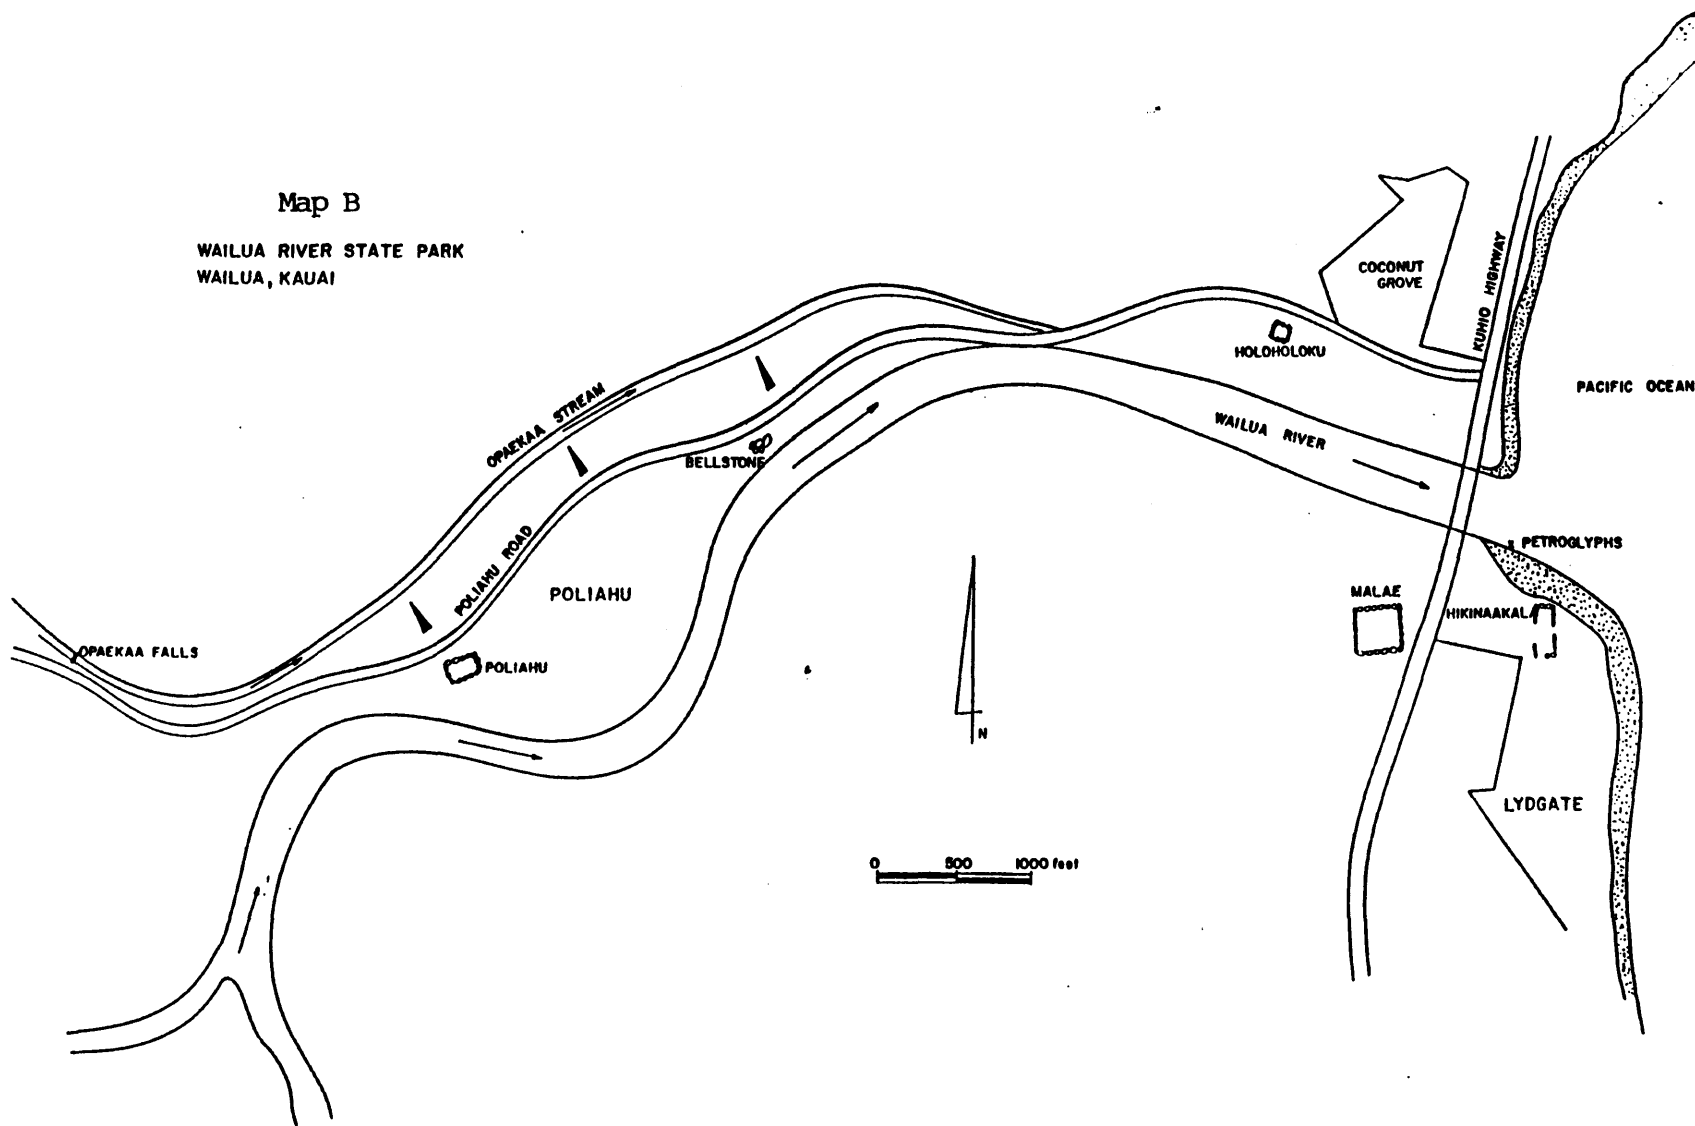 Map B
WAILUA RIVER STATE PARK
WAILUA, KAUAI
COCONUT
GROVE
KUHIO HIGHWAY
HOLOHOLOKU
PACIFIC OCEAN
OPAEKAA STREAM
WAILUA RIVER
BELLSTONE
POLIAHU ROAD
PETROGLYPHS
POLIAHU
MALAE
HIKINAAKALA
OPAEKAA FALLS
POLIAHU
N
LYDGATE
0 500 1000 feet